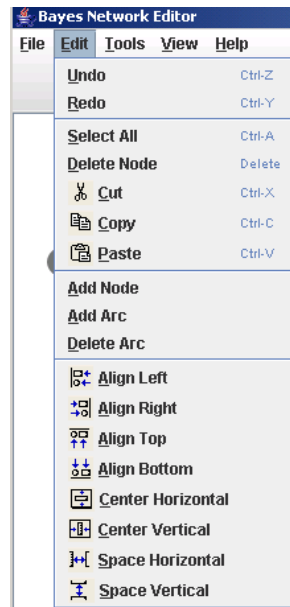 Bayes Network Editor
File Edit Tools View Help
Undo Ctrl-Z
Redo Ctrl-Y
Select All Ctrl-A
Delete Node Delete
Cut Ctrl-X
Copy Ctrl-C
Paste Ctrl-V
Add Node
Add Arc
Delete Arc
Align Left
Align Right
Align Top
Align Bottom
Center Horizontal
Center Vertical
Space Horizontal
Space Vertical